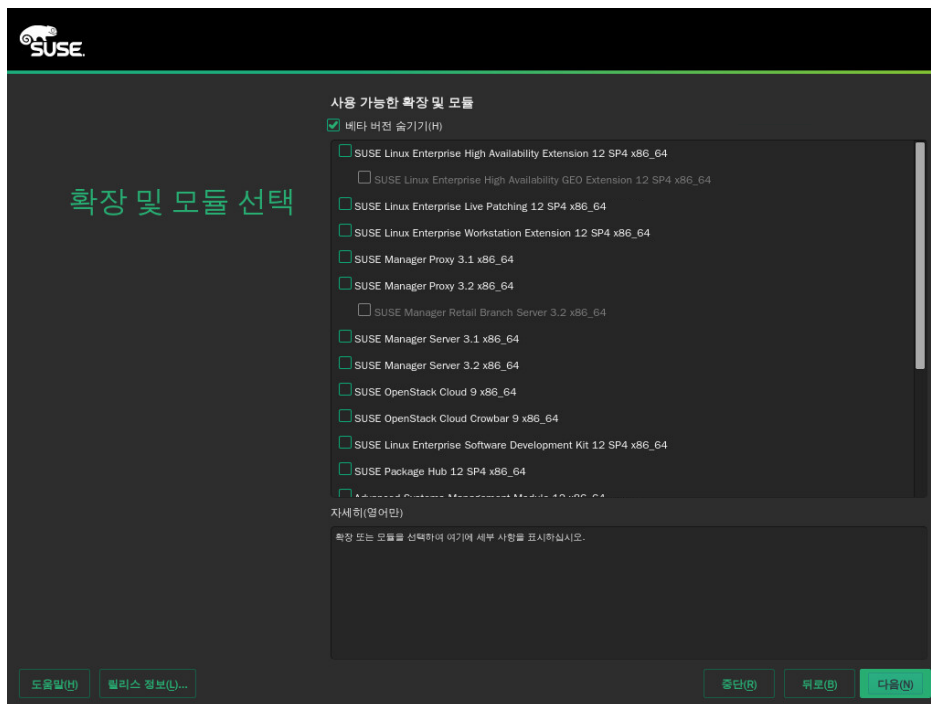 SUSE.
사용 가능한 확장 및 모듈
베타 버전 숨기기(H)
SUSE Linux Enterprise High Availability Extension 12 SP4 x86_64
SUSE Linux Enterprise High Availability GEO Extension 12 SP4 x86_64
확장 및 모듈 선택
SUSE Linux Enterprise Live Patching 12 SP4 x86_64
SUSE Linux Enterprise Workstation Extension 12 SP4 x86_64
SUSE Manager Proxy 3.1 x86_64
SUSE Manager Proxy 3.2 x86_64
SUSE Manager Retail Branch Server 3.2 x86_64
SUSE Manager Server 3.1 x86_64
SUSE Manager Server 3.2 x86_64
SUSE OpenStack Cloud 9 x86_64
SUSE OpenStack Cloud Crowbar 9 x86_64
SUSE Linux Enterprise Software Development Kit 12 SP4 x86_64
SUSE Package Hub 12 SP4 x86_64
Advanced Systems Management Module 12 x86_64
자세히(영어만)
확장 또는 모듈을 선택하여 여기에 세부 사항을 표시하십시오.
도움말(H) 릴리스 정보(L)... 중단(R) 뒤로(B) 다음(N)